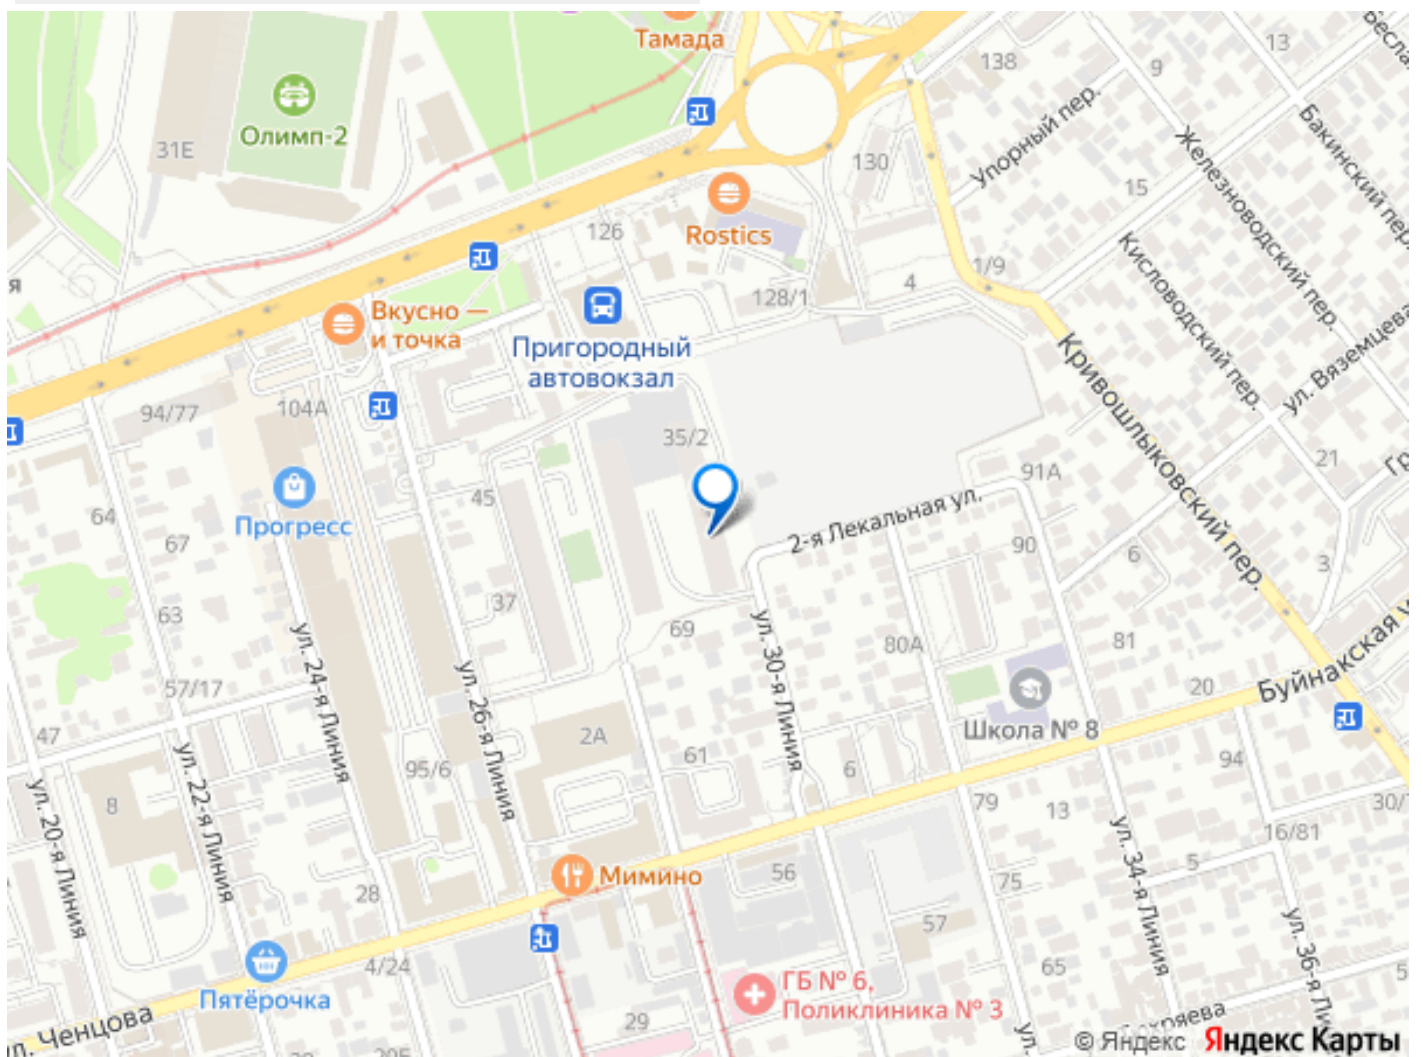 Тамада
138
13
9
Бесла
Олимп-2
31Е
130
Упорный пер.
Железноводский пер.
Бакинский пер.
15
Rostics
126
Кисловодский пер.
1/9
4
128/1
я
Вкусно —
и точка
Пригородный
автовокзал
ул. Вяземцева
Кривошлыковский пер.
94/77
104А
35/2
21
Гр
91А
Прогресс
45
64
67
2-я Лекальная ул.
90
6
3
63
37
69
ул. 30-я Линия
80А
81
ул. 24-я Линия
ул. 26-я Линия
57/17
20
Буйнакская у
Школа № 8
47
2А
61
6
94
95/6
8
ул. 22-я Линия
ул. 20-я Линия
79
13
30/
16/81
5
ул. 34-я Линия
Мимино
56
75
28
57
ул. 36-я Ли
4/24
65
5
Пятёрочка
ГБ № 6,
Поликлиника № 3
29
ул. Ченцова
ул.
© Яндекс Яндекс Карты